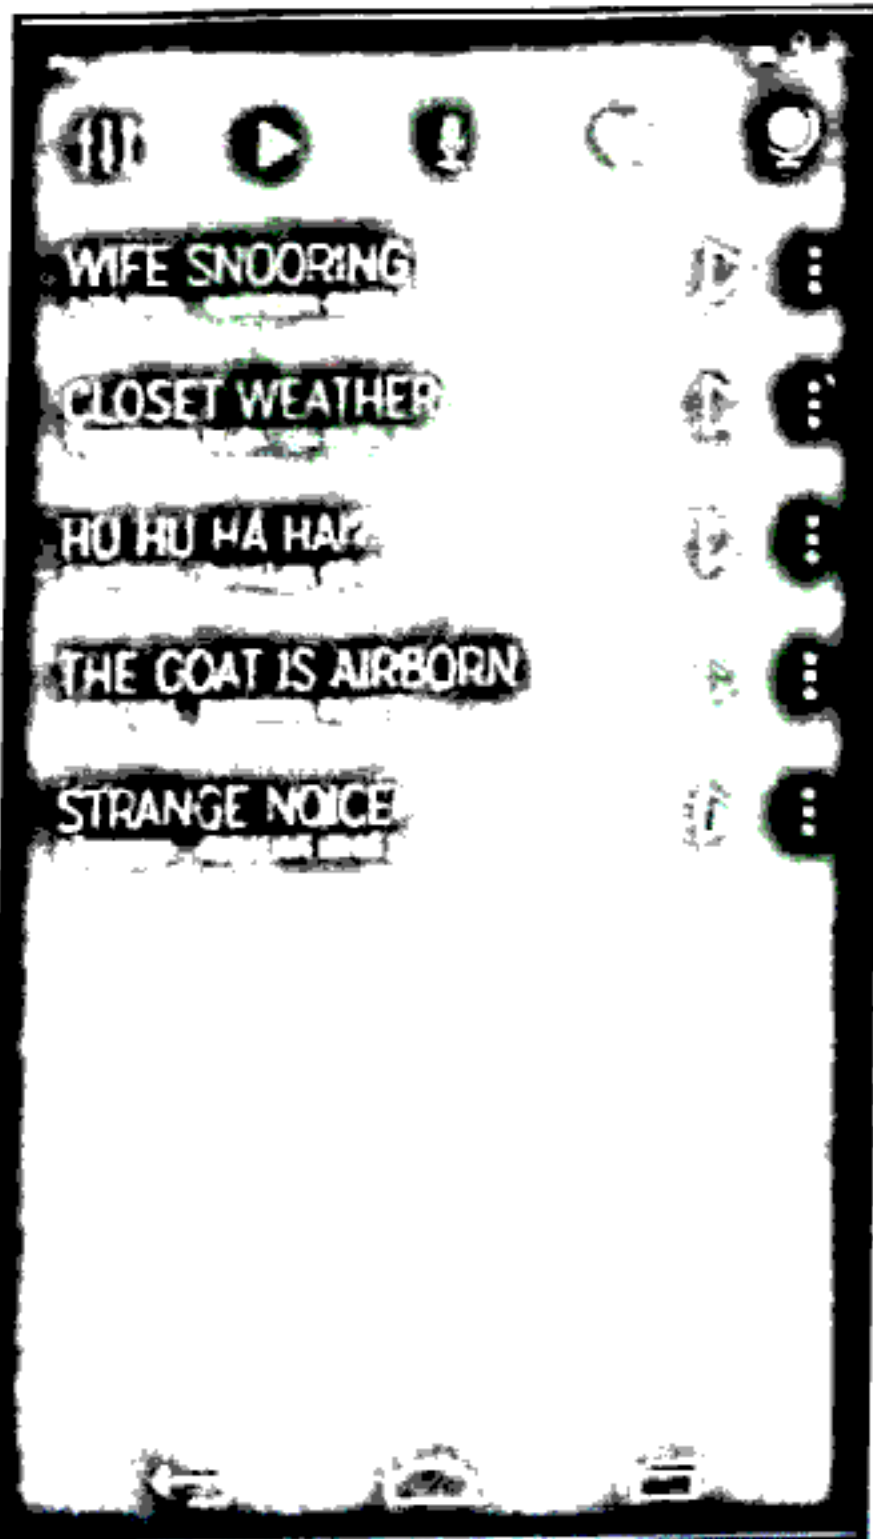 WIFE SNOORING
CLOSET WEATHER
HU HU HA HA!?
THE GOAT IS AIRBORN
STRANGE NOICE